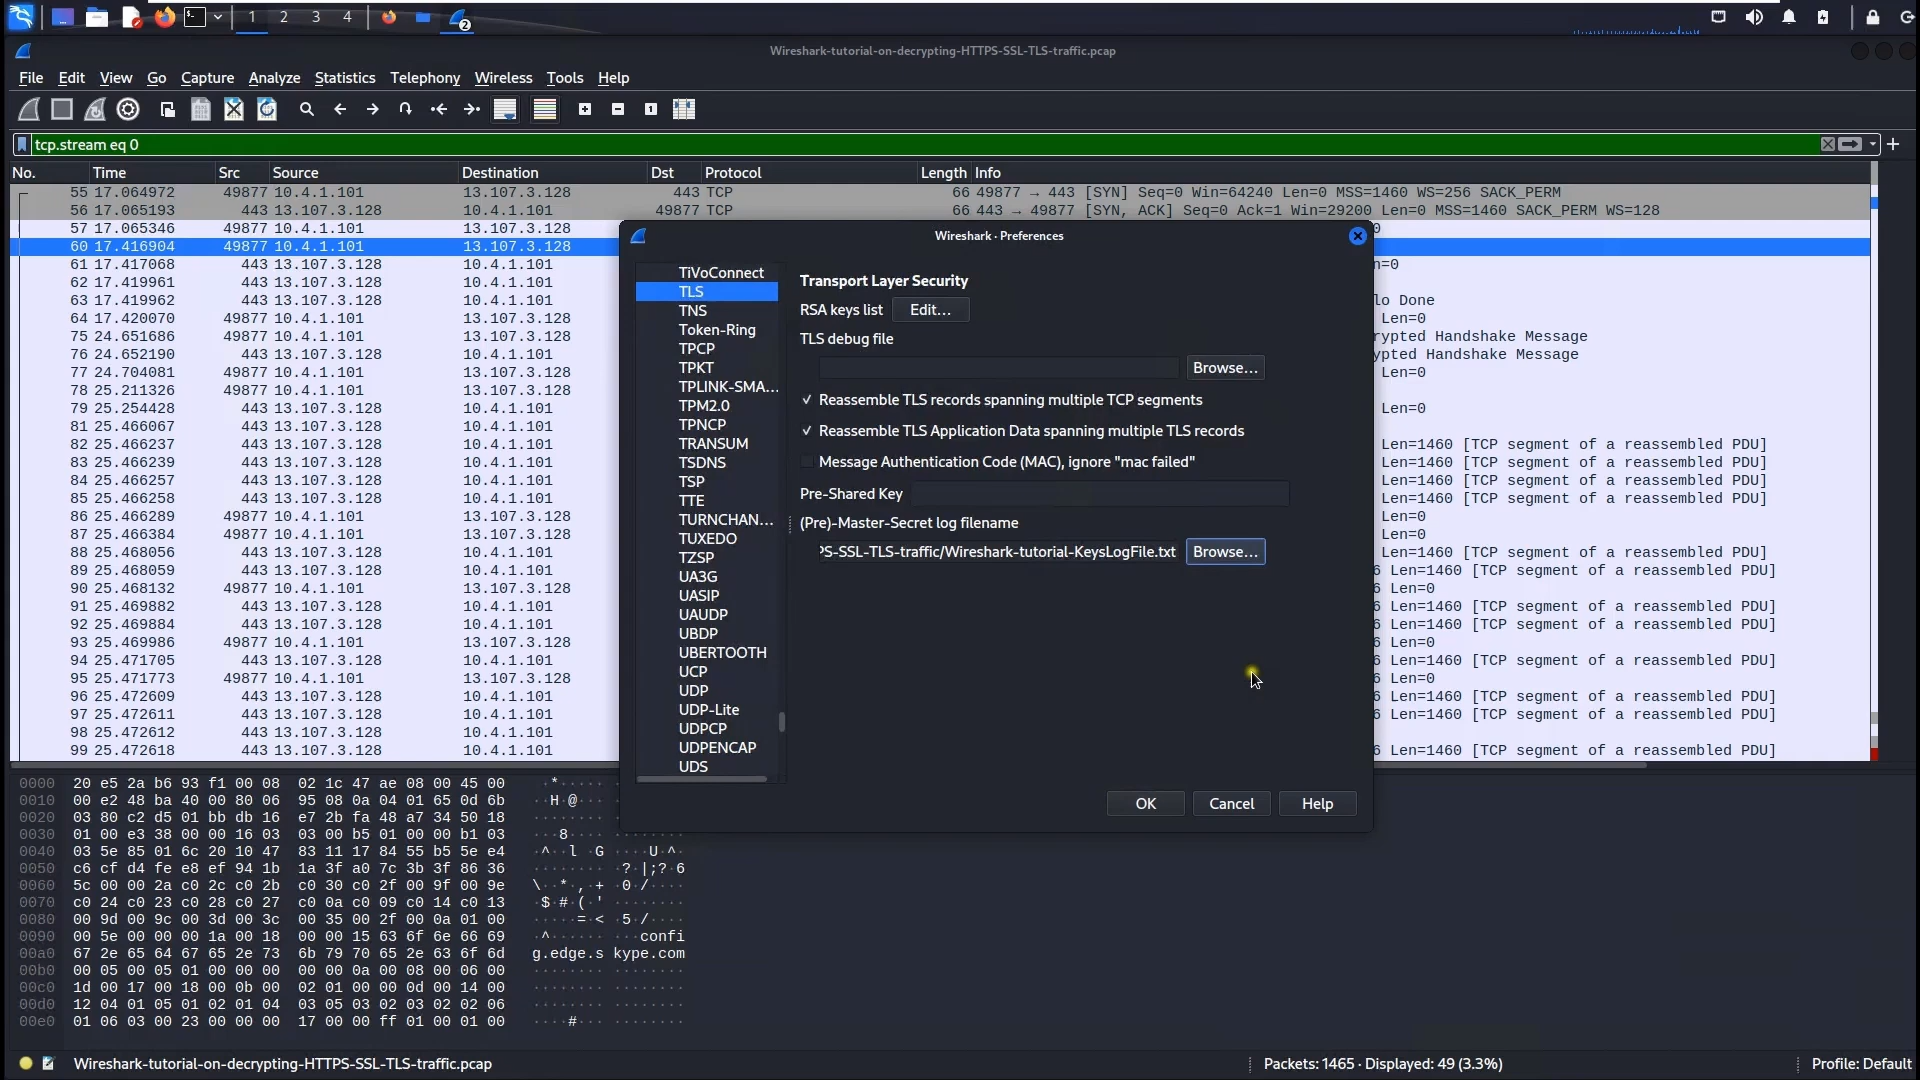 1 2 3 4 2
Wireshark-tutorial-on-decrypting-HTTPS-SSL-TLS-traffic.pcap
File Edit View Go Capture Analyze Statistics Telephony Wireless Tools Help
tcp.stream eq 0
No. Time Src Source Destination Dst Protocol Length Info
55 17.064972 49877 10.4.1.101 13.107.3.128 443 TCP 66 49877 → 443 [SYN] Seq=0 Win=64240 Len=0 MSS=1460 WS=256 SACK_PERM
56 17.065193 443 13.107.3.128 10.4.1.101 49877 TCP 66 443 → 49877 [SYN, ACK] Seq=0 Ack=1 Win=29200 Len=0 MSS=1460 SACK_PERM WS=128
57 17.065346 49877 10.4.1.101 13.107.3.128
60 17.416904 49877 10.4.1.101 13.107.3.128
61 17.417068 443 13.107.3.128 10.4.1.101 n=0
62 17.419961 443 13.107.3.128 10.4.1.101
63 17.419962 443 13.107.3.128 10.4.1.101 lo Done
64 17.420070 49877 10.4.1.101 13.107.3.128 Len=0
75 24.651686 49877 10.4.1.101 13.107.3.128 rypted Handshake Message
76 24.652190 443 13.107.3.128 10.4.1.101 ypted Handshake Message
77 24.704081 49877 10.4.1.101 13.107.3.128 Len=0
78 25.211326 49877 10.4.1.101 13.107.3.128
79 25.254428 443 13.107.3.128 10.4.1.101 Len=0
81 25.466067 443 13.107.3.128 10.4.1.101
82 25.466237 443 13.107.3.128 10.4.1.101 Len=1460 [TCP segment of a reassembled PDU]
83 25.466239 443 13.107.3.128 10.4.1.101 Len=1460 [TCP segment of a reassembled PDU]
84 25.466257 443 13.107.3.128 10.4.1.101 Len=1460 [TCP segment of a reassembled PDU]
85 25.466258 443 13.107.3.128 10.4.1.101 Len=1460 [TCP segment of a reassembled PDU]
86 25.466289 49877 10.4.1.101 13.107.3.128 Len=0
87 25.466384 49877 10.4.1.101 13.107.3.128 Len=0
88 25.468056 443 13.107.3.128 10.4.1.101 Len=1460 [TCP segment of a reassembled PDU]
89 25.468059 443 13.107.3.128 10.4.1.101 6 Len=1460 [TCP segment of a reassembled PDU]
90 25.468132 49877 10.4.1.101 13.107.3.128 6 Len=0
91 25.469882 443 13.107.3.128 10.4.1.101 6 Len=1460 [TCP segment of a reassembled PDU]
92 25.469884 443 13.107.3.128 10.4.1.101 6 Len=1460 [TCP segment of a reassembled PDU]
93 25.469986 49877 10.4.1.101 13.107.3.128 6 Len=0
94 25.471705 443 13.107.3.128 10.4.1.101 6 Len=1460 [TCP segment of a reassembled PDU]
95 25.471773 49877 10.4.1.101 13.107.3.128 6 Len=0
96 25.472609 443 13.107.3.128 10.4.1.101 6 Len=1460 [TCP segment of a reassembled PDU]
97 25.472611 443 13.107.3.128 10.4.1.101 6 Len=1460 [TCP segment of a reassembled PDU]
98 25.472612 443 13.107.3.128 10.4.1.101
99 25.472618 443 13.107.3.128 10.4.1.101 6 Len=1460 [TCP segment of a reassembled PDU]
Wireshark · Preferences
TiVoConnect
TLS
TNS
Token-Ring
TPCP
TPKT
TPLINK-SMA...
TPM2.0
TPNCP
TRANSUM
TSDNS
TSP
TTE
TURNCHAN...
TUXEDO
TZSP
UA3G
UASIP
UAUDP
UBDP
UBERTOOTH
UCP
UDP
UDP-Lite
UDPCP
UDPENCAP
UDS
Transport Layer Security
RSA keys list Edit...
TLS debug file
Browse...
Reassemble TLS records spanning multiple TCP segments
Reassemble TLS Application Data spanning multiple TLS records
Message Authentication Code (MAC), ignore "mac failed"
Pre-Shared Key
(Pre)-Master-Secret log filename
PS-SSL-TLS-traffic/Wireshark-tutorial-KeysLogFile.txt Browse...
OK Cancel Help
0000 20 e5 2a b6 93 f1 00 08 02 1c 47 ae 08 00 45 00 ··*·····
0010 00 e2 48 ba 40 00 80 06 95 08 0a 04 01 65 0d 6b ··H·@···
0020 03 80 c2 d5 01 bb db 16 e7 2b fa 48 a7 34 50 18 ········
0030 01 00 e3 38 00 00 16 03 03 00 b5 01 00 00 b1 03 ···8···· ········
0040 03 5e 85 01 6c 20 10 47 83 11 17 84 55 b5 5e e4 ·^··l ·G ····U·^·
0050 c6 cf d4 fe e8 ef 94 1b 1a 3f a0 7c 3b 3f 86 36 ········ ·?·|;?·6
0060 5c 00 00 2a c0 2c c0 2b c0 30 c0 2f 00 9f 00 9e \··*·,·+ ·0·/····
0070 c0 24 c0 23 c0 28 c0 27 c0 0a c0 09 c0 14 c0 13 ·$·#·(·' ········
0080 00 9d 00 9c 00 3d 00 3c 00 35 00 2f 00 0a 01 00 ·····=·< ·5·/····
0090 00 5e 00 00 00 1a 00 18 00 00 15 63 6f 6e 66 69 ·^······ ···confi
00a0 67 2e 65 64 67 65 2e 73 6b 79 70 65 2e 63 6f 6d g.edge.s kype.com
00b0 00 05 00 05 01 00 00 00 00 00 0a 00 08 00 06 00 ········ ········
00c0 1d 00 17 00 18 00 0b 00 02 01 00 00 0d 00 14 00 ········ ········
00d0 12 04 01 05 01 02 01 04 03 05 03 02 03 02 02 06 ········ ········
00e0 01 06 03 00 23 00 00 00 17 00 00 ff 01 00 01 00 ····#··· ········
Wireshark-tutorial-on-decrypting-HTTPS-SSL-TLS-traffic.pcap Packets: 1465 · Displayed: 49 (3.3%) Profile: Default